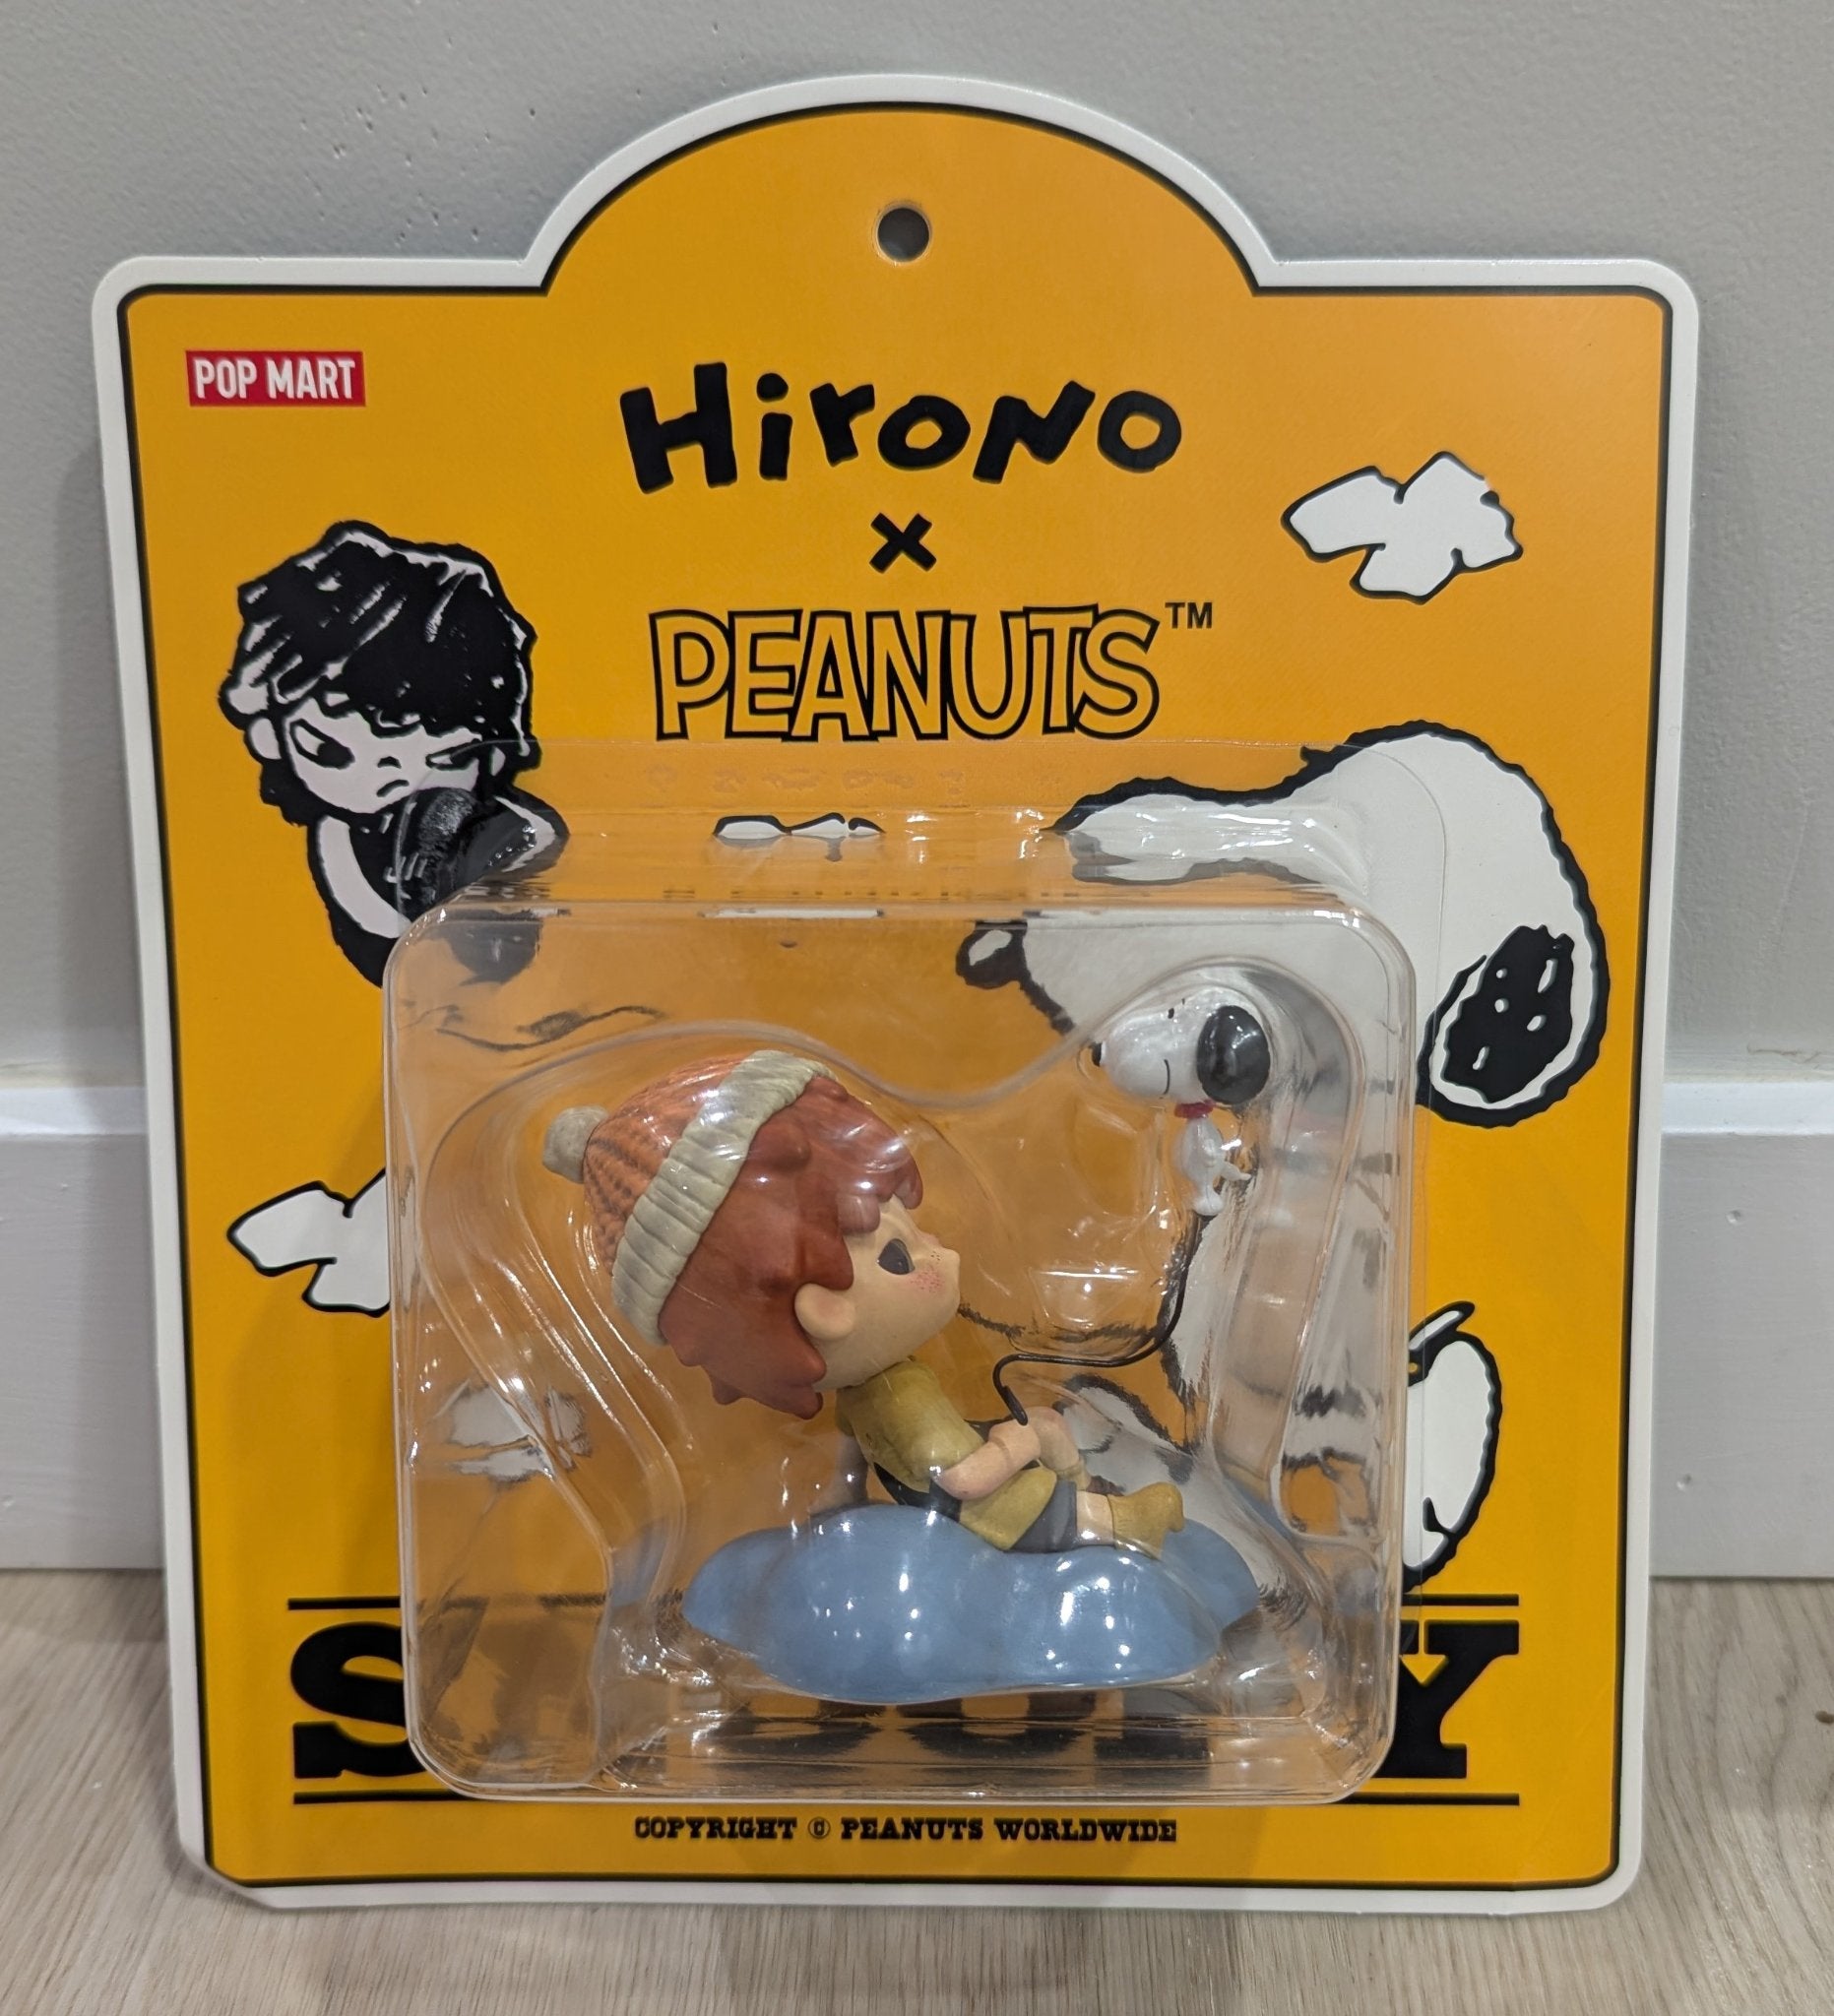 POP MART
Hirono
×
PEANUTS™
COPYRIGHT © PEANUTS WORLDWIDE